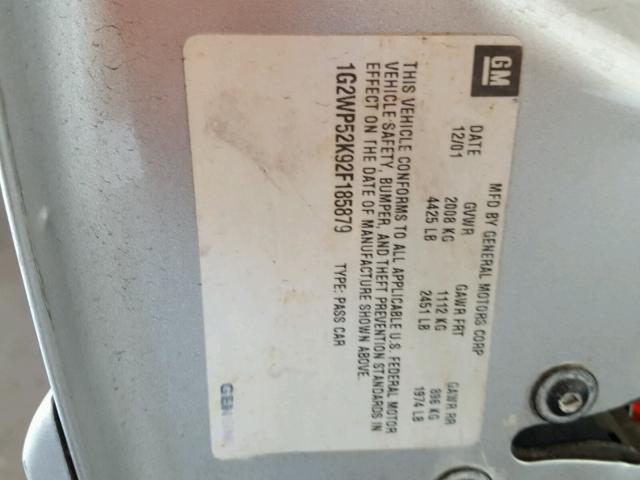 GM
MFD BY GENERAL MOTORS CORP
DATE GVWR GAWR FRT GAWR RR
12/01 2008 KG 1112 KG 896 KG
4425 LB 2451 LB 1974 LB
THIS VEHICLE CONFORMS TO ALL APPLICABLE U.S. FEDERAL MOTOR
VEHICLE SAFETY, BUMPER, AND THEFT PREVENTION STANDARDS IN
EFFECT ON THE DATE OF MANUFACTURE SHOWN ABOVE.
1G2WP52K92F185879 TYPE: PASS CAR